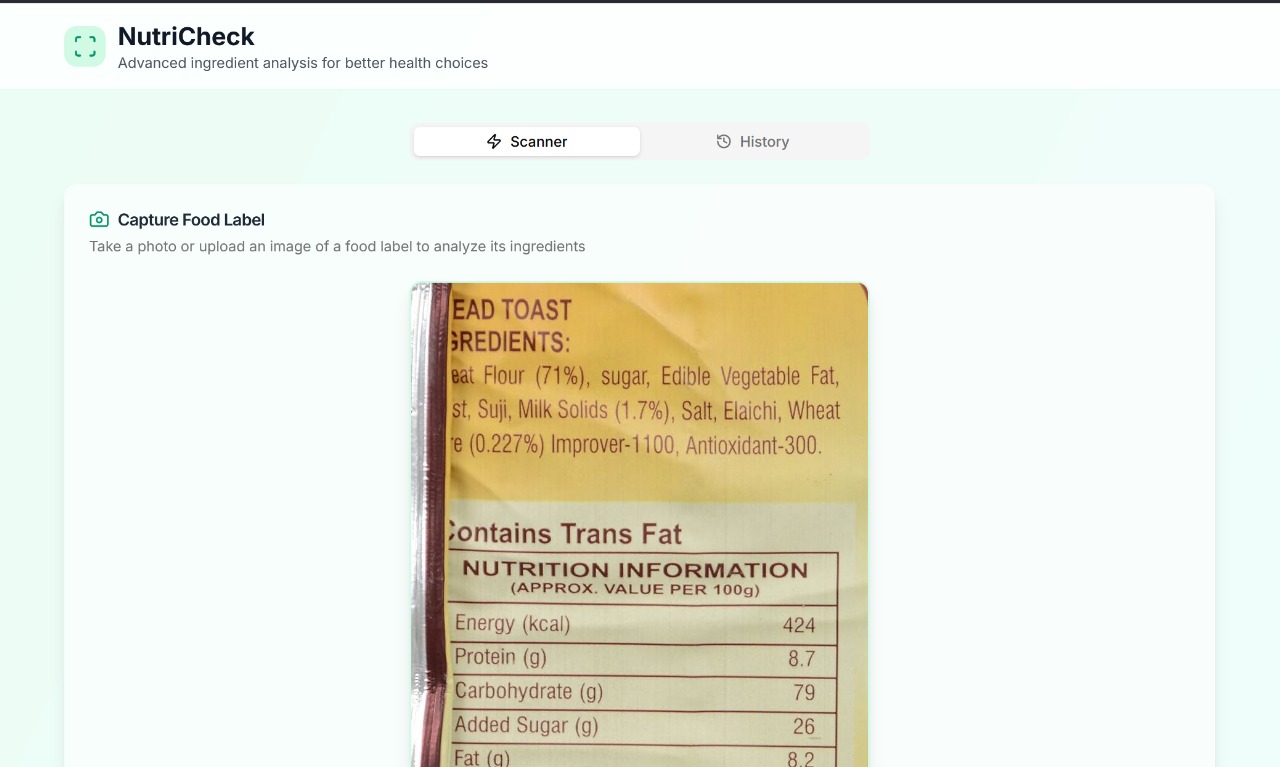 NutriCheck
Advanced ingredient analysis for better health choices
Scanner
History
Capture Food Label
Take a photo or upload an image of a food label to analyze its ingredients
EAD TOAST
GREDIENTS:
eat Flour (71%), sugar, Edible Vegetable Fat,
st, Suji, Milk Solids (1.7%), Salt, Elaichi, Wheat
re (0.227%) Improver-1100, Antioxidant-300.
Contains Trans Fat
NUTRITION INFORMATION
(APPROX. VALUE PER 100g)
Energy (kcal) 424
Protein (g) 8.7
Carbohydrate (g) 79
Added Sugar (g) 26
Fat (g) 8.2